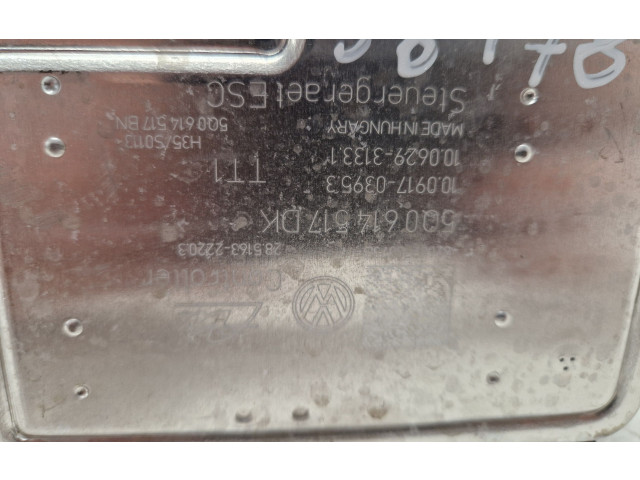 5Q0 614 517 DK
28.5163-2220.3
10.0917-0395.3
10.0629-3133.1
TT1
MADE IN HUNGARY
H35/S0113
5Q0 614 517 BN
Steuergeraet ESC